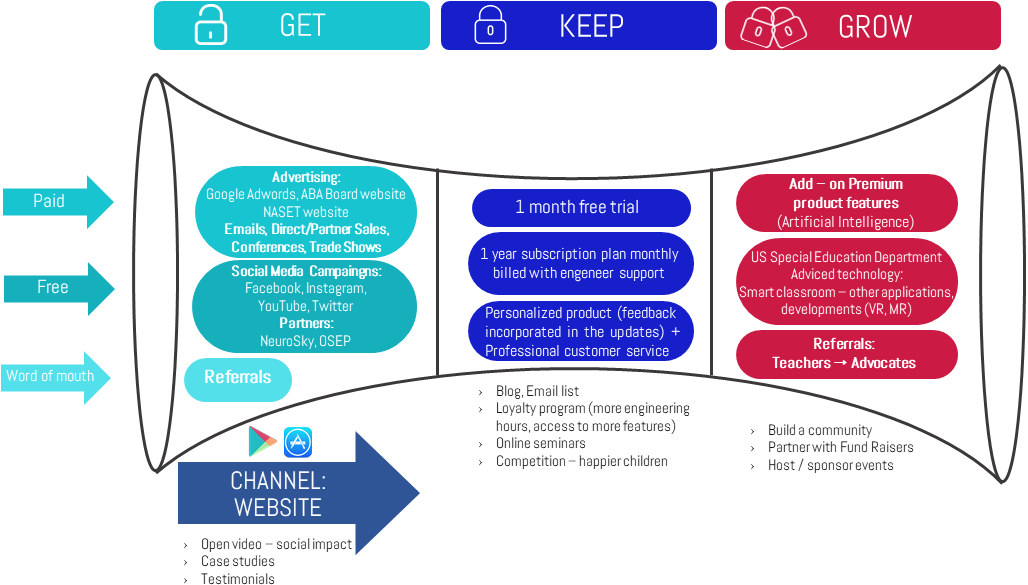 GET
KEEP
GROW
Paid
Free
Word of mouth
Advertising:
Google Adwords, ABA Board website
NASET website
Emails, Direct/Partner Sales,
Conferences, Trade Shows
Social Media Campaingns:
Facebook, Instagram,
YouTube, Twitter
Partners:
NeuroSky, OSEP
Referrals
1 month free trial
1 year subscription plan monthly
billed with engeneer support
Personalized product (feedback
incorporated in the updates) +
Professional customer service
Add – on Premium
product features
(Artificial Intelligence)
US Special Education Department
Adviced technology:
Smart classroom – other applications,
developments (VR, MR)
Referrals:
Teachers → Advocates
› Blog, Email list
› Loyalty program (more engineering
hours, access to more features)
› Online seminars
› Competition – happier children
› Build a community
› Partner with Fund Raisers
› Host / sponsor events
CHANNEL:
WEBSITE
› Open video – social impact
› Case studies
› Testimonials